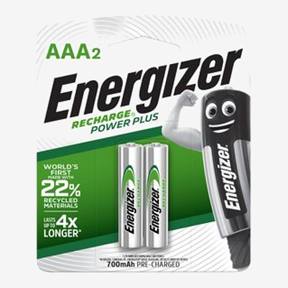 AAA2
Energizer
RECHARGE®
POWER PLUS
WORLD'S
FIRST
MADE WITH
22%
RECYCLED
MATERIALS
LASTS
UP TO 4x
LONGER*
Energizer
Energizer
Energizer
700mAh PRE-CHARGED